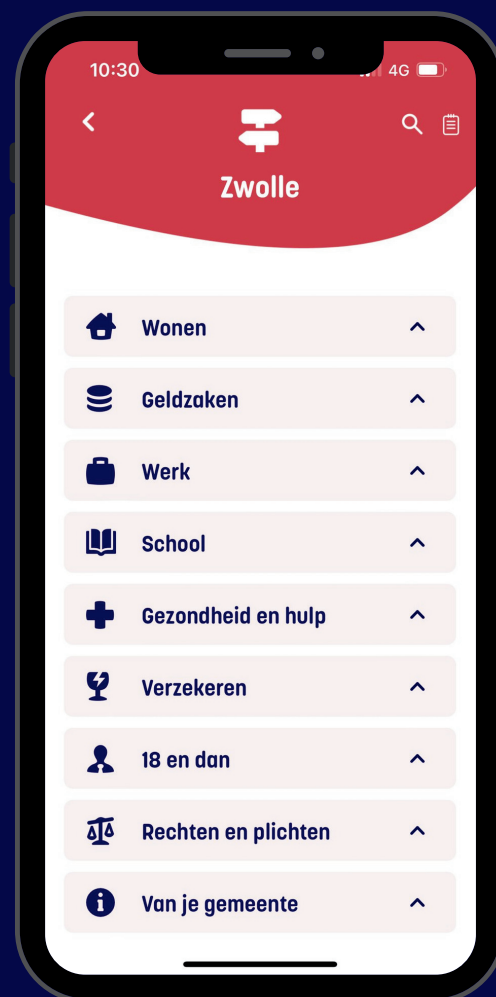 10:30
4G
Zwolle
Wonen
Geldzaken
Werk
School
Gezondheid en hulp
Verzekeren
18 en dan
Rechten en plichten
Van je gemeente